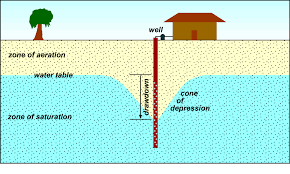 well
zone of aeration
water table
drawdown
cone
of
depression
zone of saturation